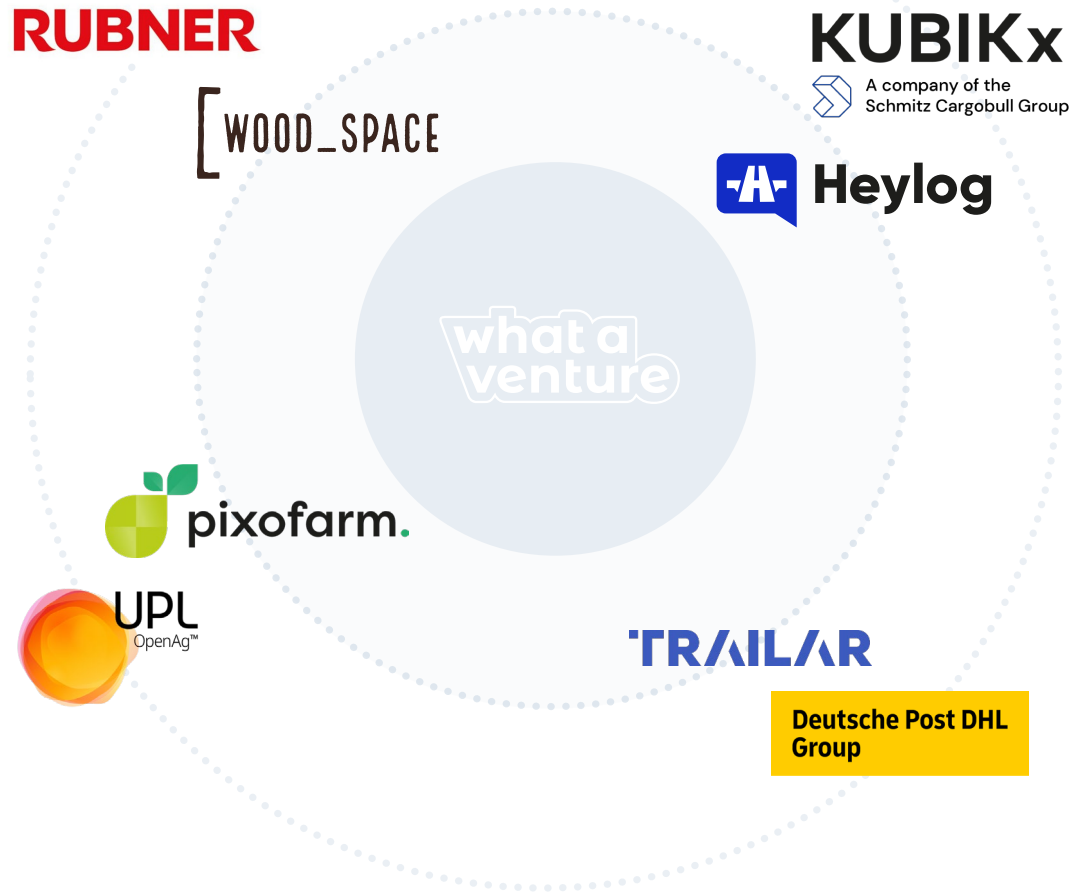 RUBNER
KUBIKx
A company of the
Schmitz Cargobull Group
WOOD_SPACE
Heylog
what a
venture
pixofarm.
UPL
OpenAg™
TRAILAR
Deutsche Post DHL
Group